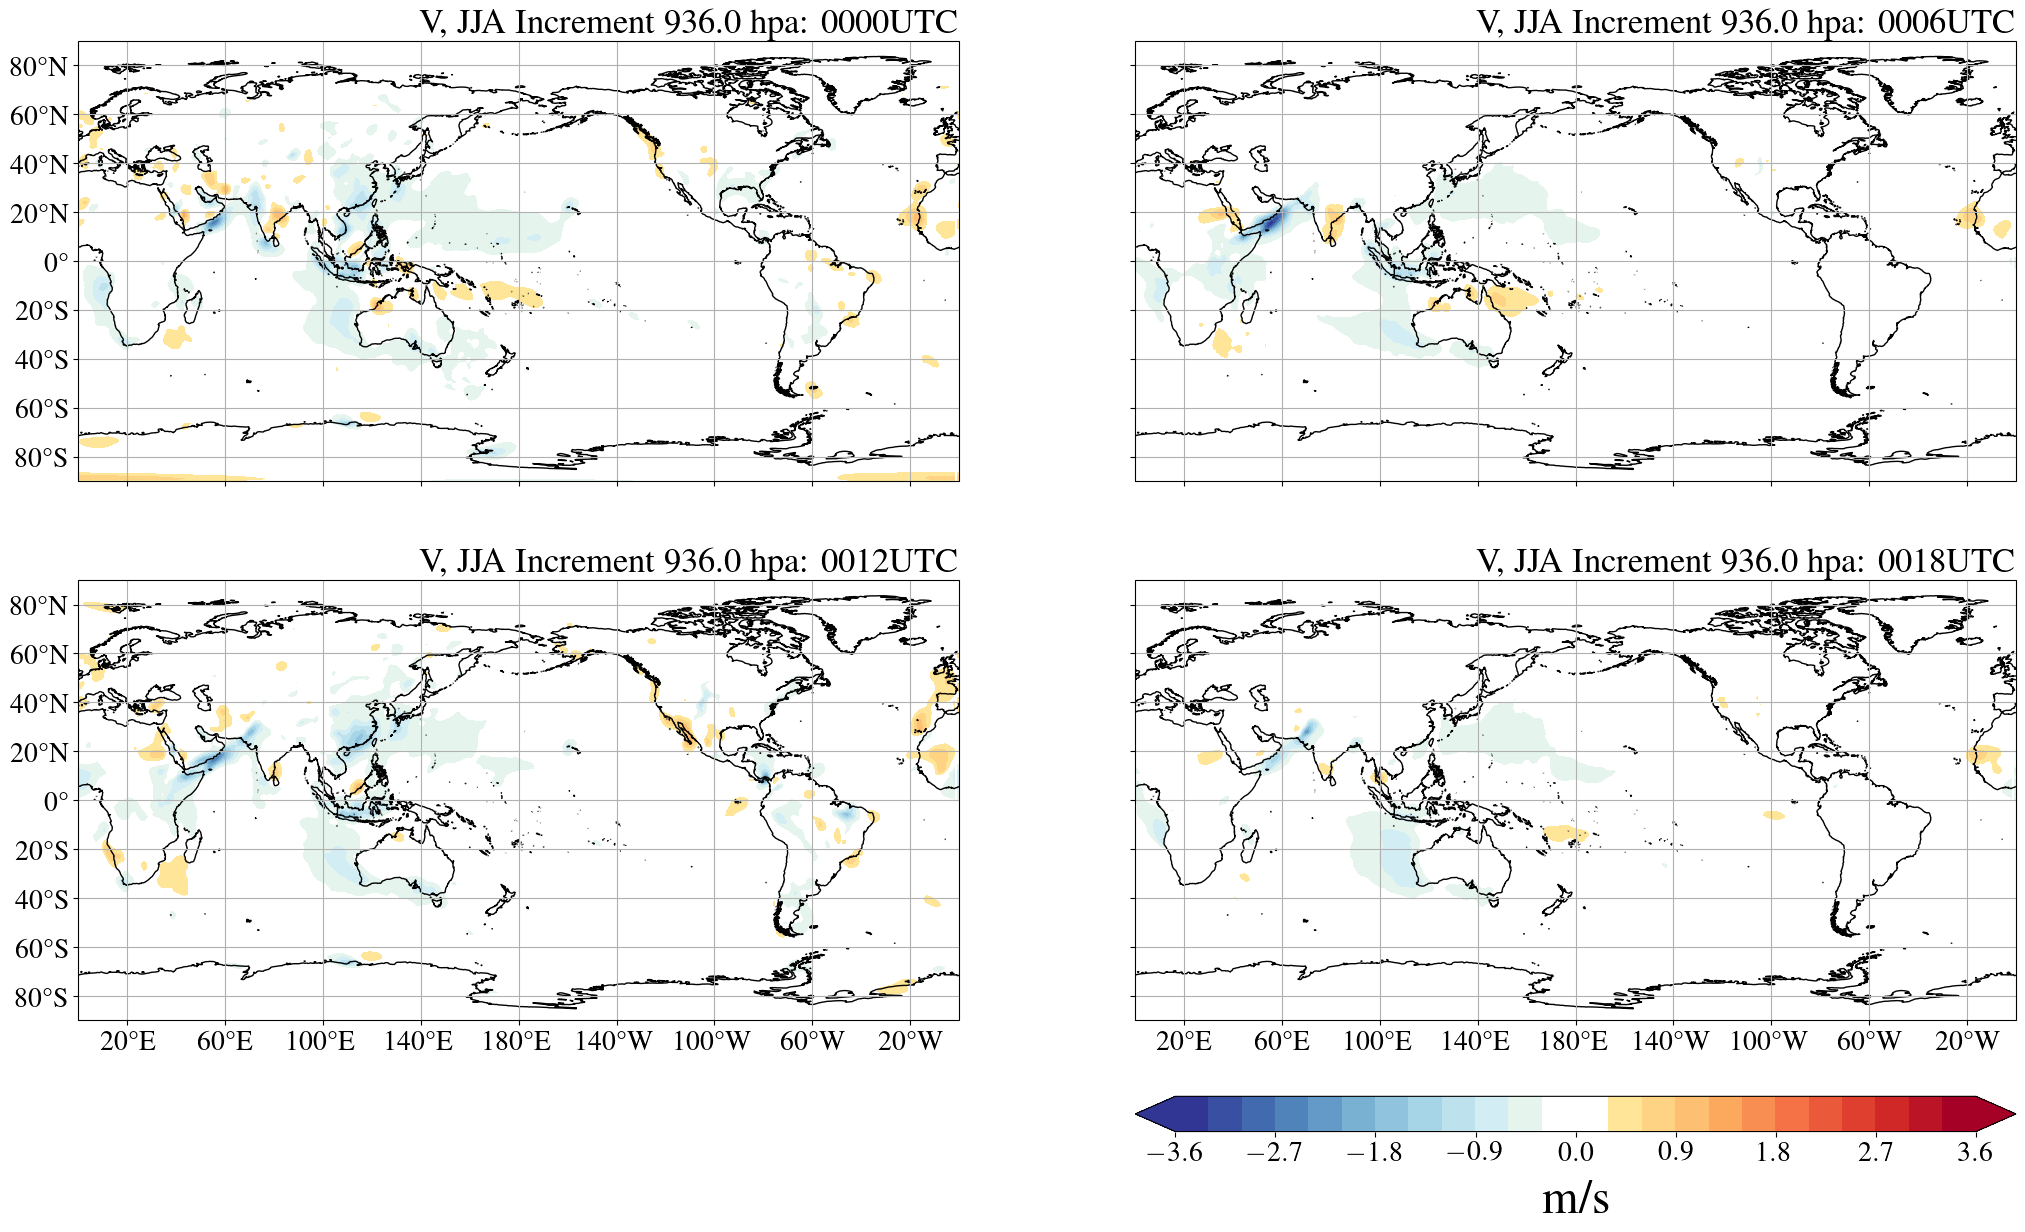 V, JJA Increment 936.0 hpa: 0000UTC
V, JJA Increment 936.0 hpa: 0006UTC
80°N
60°N
40°N
20°N
0°
20°S
40°S
60°S
80°S
V, JJA Increment 936.0 hpa: 0012UTC
V, JJA Increment 936.0 hpa: 0018UTC
80°N
60°N
40°N
20°N
0°
20°S
40°S
60°S
80°S
20°E 60°E 100°E 140°E 180°E 140°W 100°W 60°W 20°W
20°E 60°E 100°E 140°E 180°E 140°W 100°W 60°W 20°W
−3.6 −2.7 −1.8 −0.9 0.0 0.9 1.8 2.7 3.6
m/s